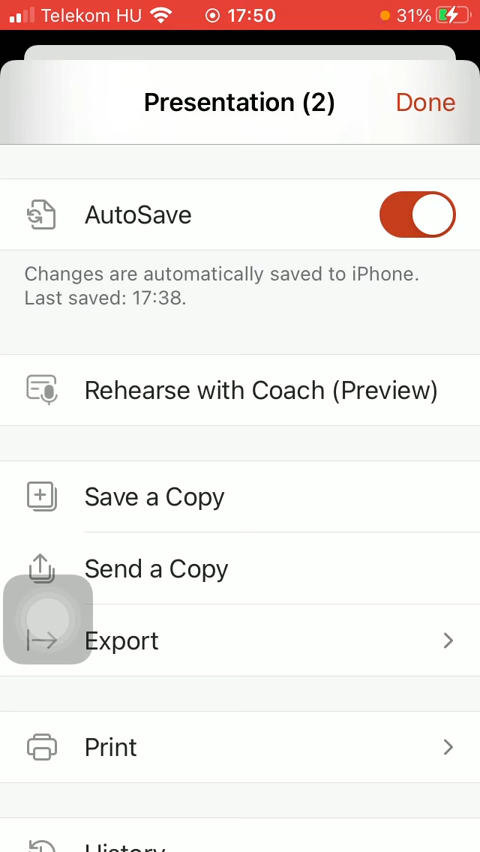 Telekom HU 17:50 31%
Presentation (2) Done
AutoSave
Changes are automatically saved to iPhone.
Last saved: 17:38.
Rehearse with Coach (Preview)
Save a Copy
Send a Copy
Export
Print
History